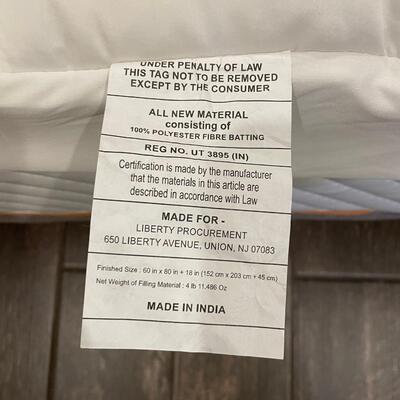 UNDER PENALTY OF LAW
THIS TAG NOT TO BE REMOVED
EXCEPT BY THE CONSUMER
ALL NEW MATERIAL
consisting of
100% POLYESTER FIBRE BATTING
REG NO. UT 3895 (IN)
Certification is made by the manufacturer
that the materials in this article are
described in accordance with Law
MADE FOR -
LIBERTY PROCUREMENT
650 LIBERTY AVENUE, UNION, NJ 07083
Finished Size : 60 in x 80 in + 18 in (152 cm x 203 cm + 45 cm)
Net Weight of Filling Material : 4 lb 11.486 Oz
MADE IN INDIA